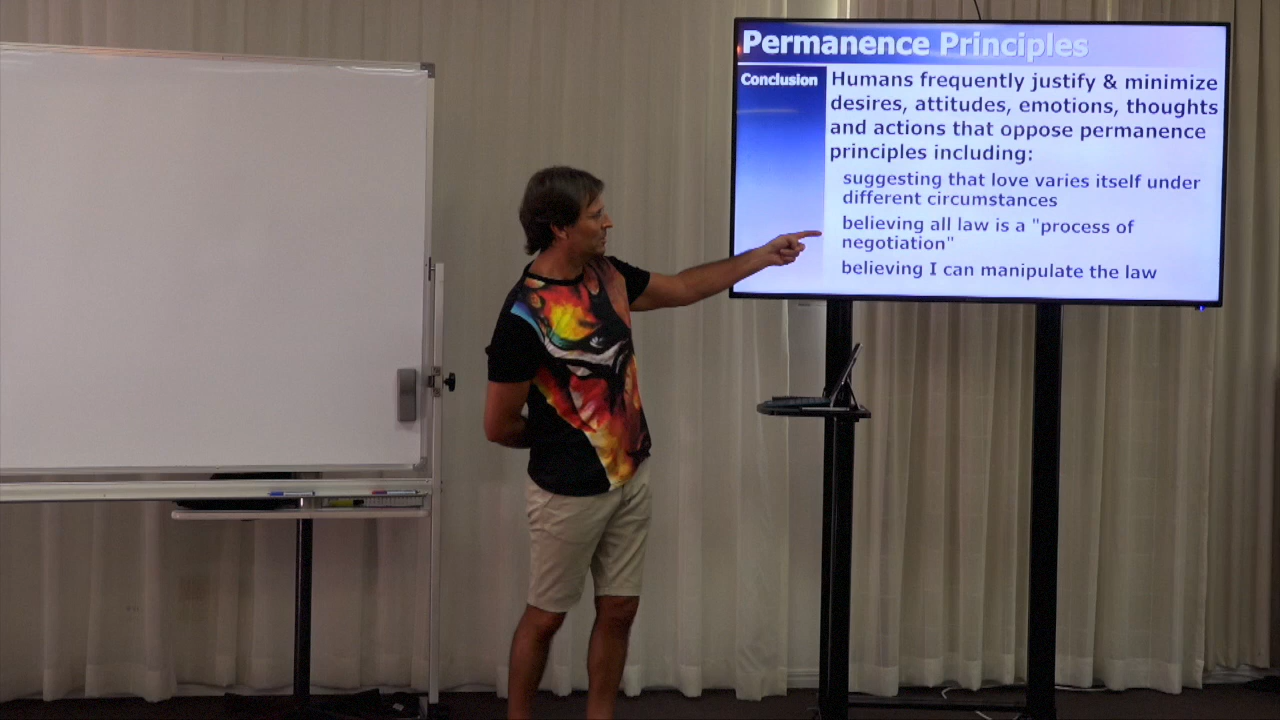 Permanence Principles
Conclusion
Humans frequently justify & minimize
desires, attitudes, emotions, thoughts
and actions that oppose permanence
principles including:
suggesting that love varies itself under
different circumstances
believing all law is a "process of
negotiation"
believing I can manipulate the law